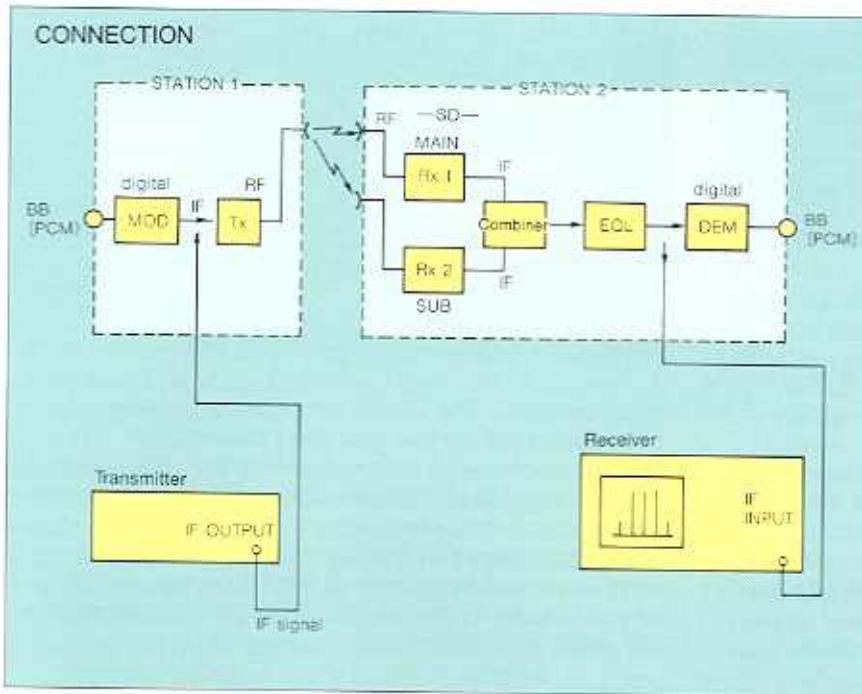 CONNECTION
STATION 1
STATION 2
RF
SD
MAIN
Rx 1
IF
digital
IF
RF
BB
(PCM)
MOD
Tx
Combiner
EQL
digital
DEM
BB
(PCM)
Rx 2
IF
SUB
Transmitter
IF OUTPUT
IF signal
Receiver
IF
INPUT